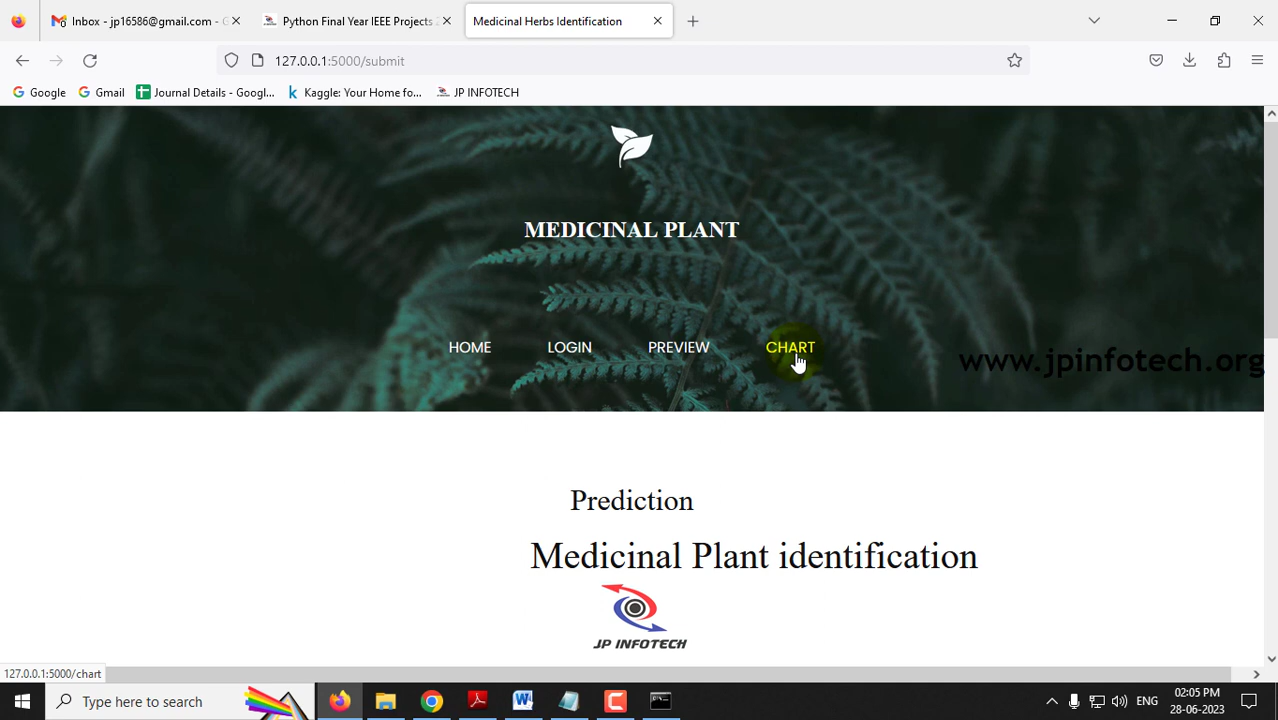 Inbox - jp16586@gmail.com - G
Python Final Year IEEE Projects 2
Medicinal Herbs Identification
127.0.0.1:5000/submit
Google
Gmail
Journal Details - Googl...
Kaggle: Your Home fo...
JP INFOTECH
MEDICINAL PLANT
HOME
LOGIN
PREVIEW
CHART
www.jpinfotech.org
Prediction
Medicinal Plant identification
JP INFOTECH
127.0.0.1:5000/chart
Type here to search
ENG
02:05 PM
28-06-2023